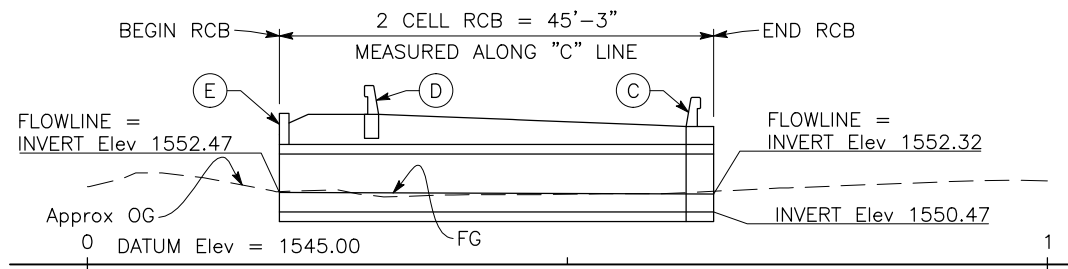 2 CELL RCB = 45'-3"
BEGIN RCB
END RCB
MEASURED ALONG "C" LINE
E
D
C
FLOWLINE =
INVERT Elev 1552.47
FLOWLINE =
INVERT Elev 1552.32
Approx OG
INVERT Elev 1550.47
FG
0
DATUM Elev = 1545.00
1